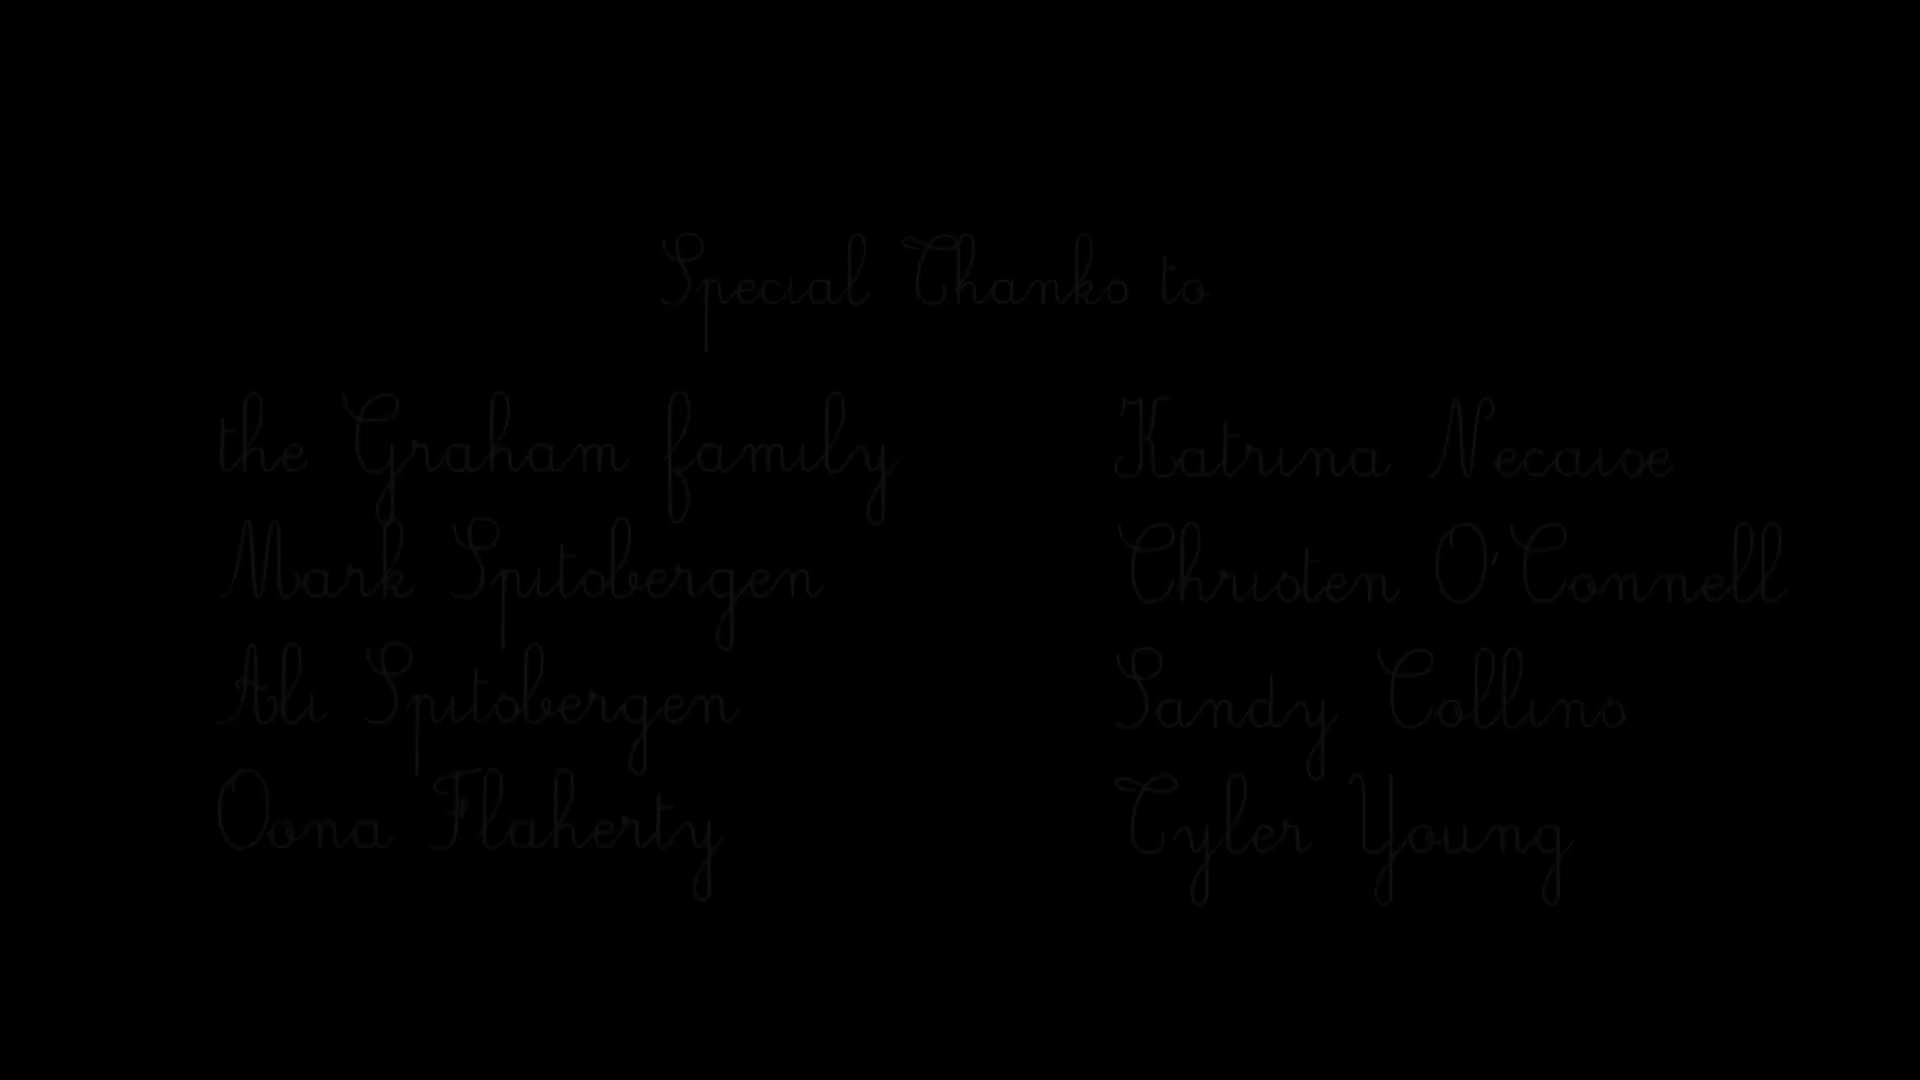 Special Thanks to
the Graham family
Mark Spitsbergen
Ali Spitsbergen
Oona Flaherty
Katrina Necaise
Christen O'Connell
Sandy Collins
Tyler Young